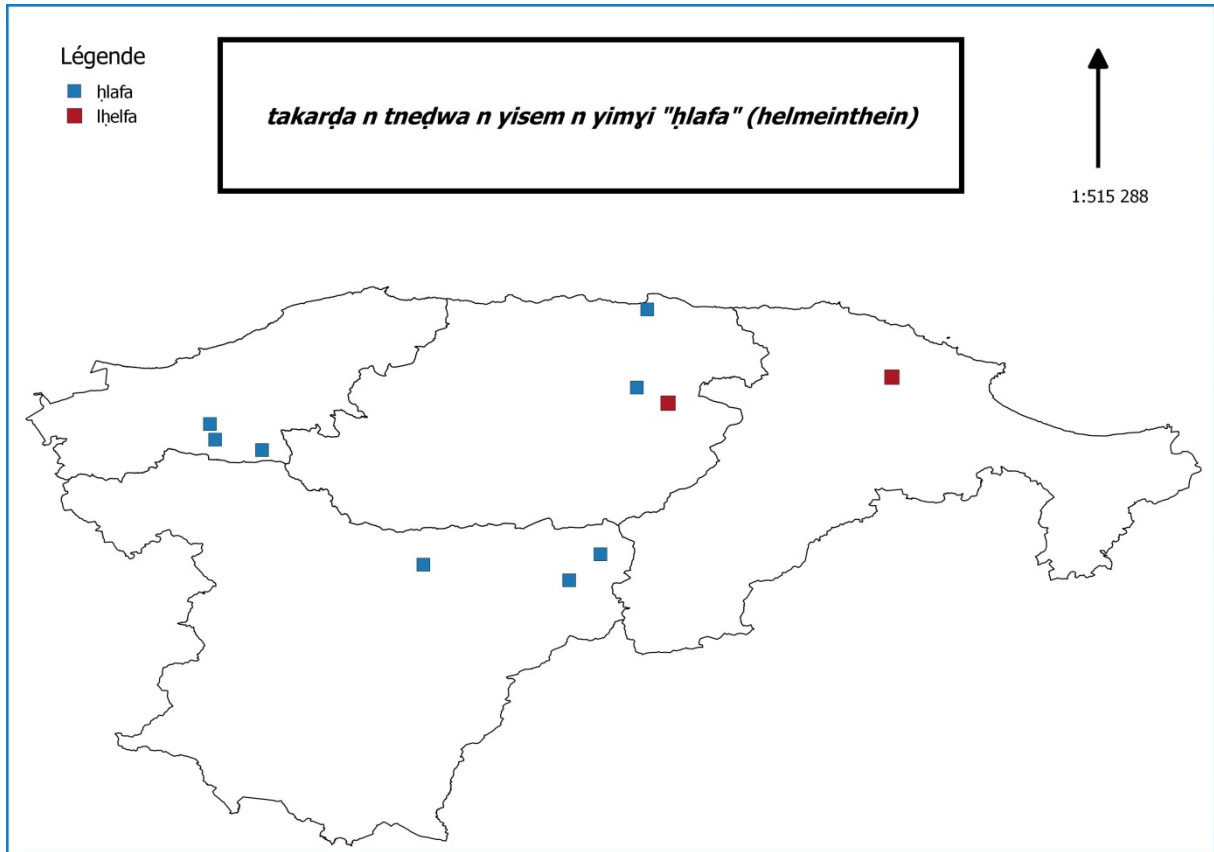 Légende
ḥlafa
lḥelfa
takarḍa n tneḍwa n yisem n yimɣi "ḥlafa" (helmeinthein)
1:515 288